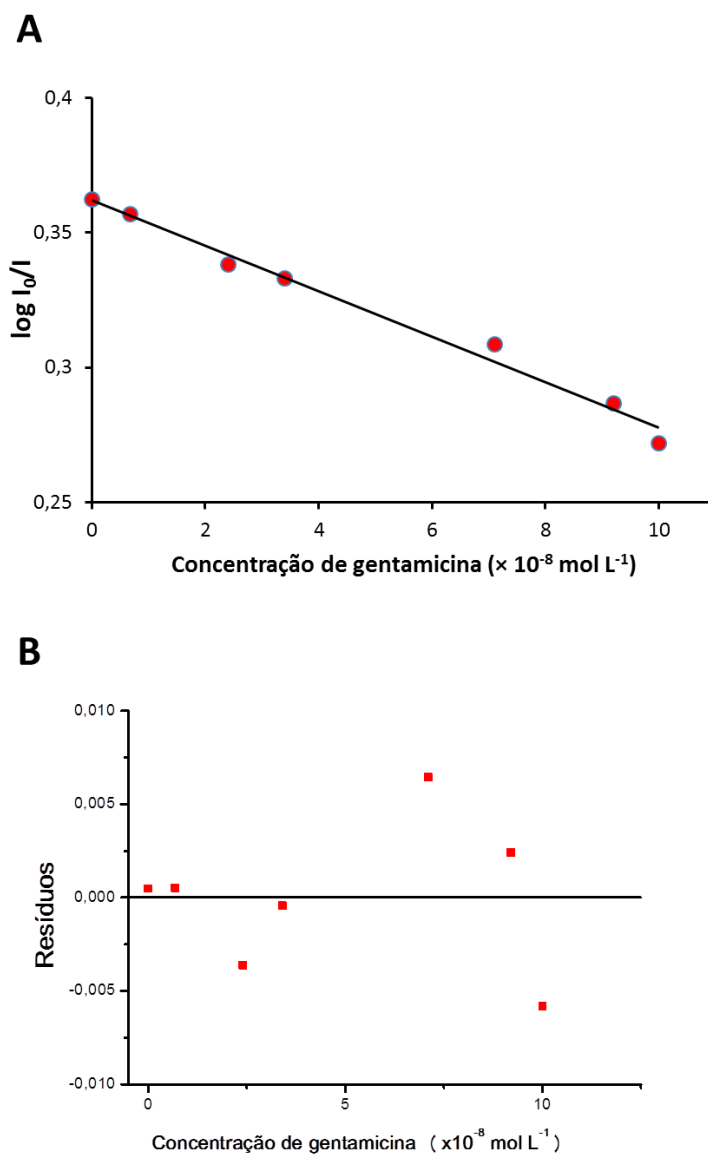 A
0,4
0,35
0,3
0,25
log I₀/I
0 2 4 6 8 10
Concentração de gentamicina (× 10⁻⁸ mol L⁻¹)
B
0,010
0,005
0,000
-0,005
-0,010
Resíduos
0 5 10
Concentração de gentamicina (x10⁻⁸ mol L⁻¹)